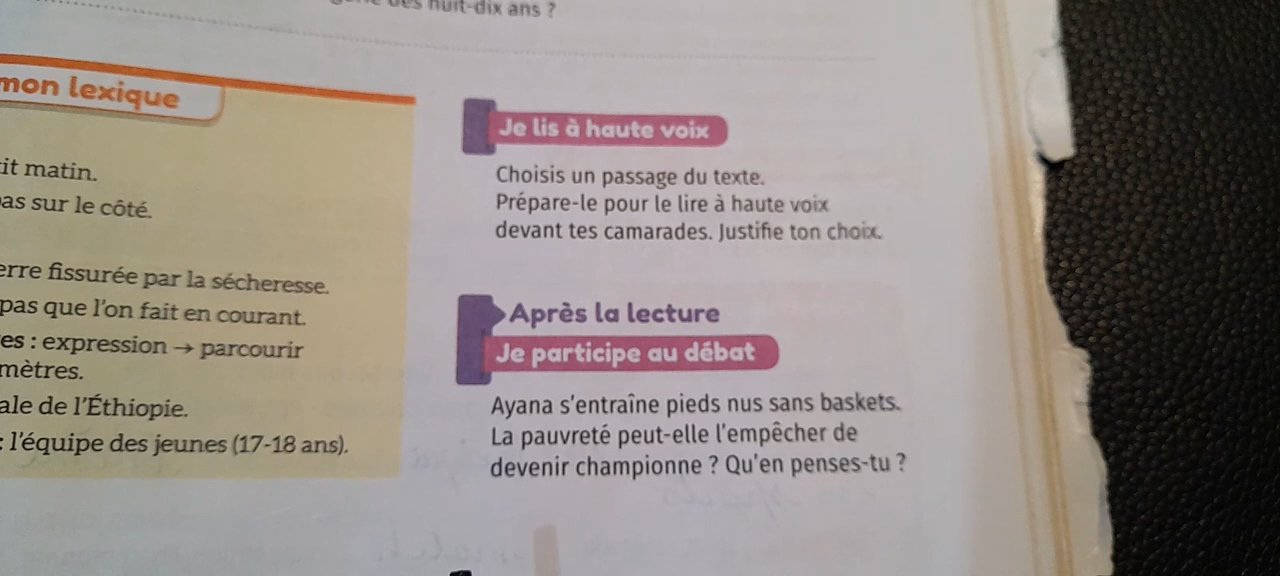 nuit-dix ans ?
mon lexique
it matin.
as sur le côté.
erre fissurée par la sécheresse.
pas que l'on fait en courant.
es : expression → parcourir
mètres.
ale de l'Éthiopie.
: l'équipe des jeunes (17-18 ans).
Je lis à haute voix
Choisis un passage du texte.
Prépare-le pour le lire à haute voix
devant tes camarades. Justifie ton choix.
Après la lecture
Je participe au débat
Ayana s'entraîne pieds nus sans baskets.
La pauvreté peut-elle l'empêcher de
devenir championne ? Qu'en penses-tu ?